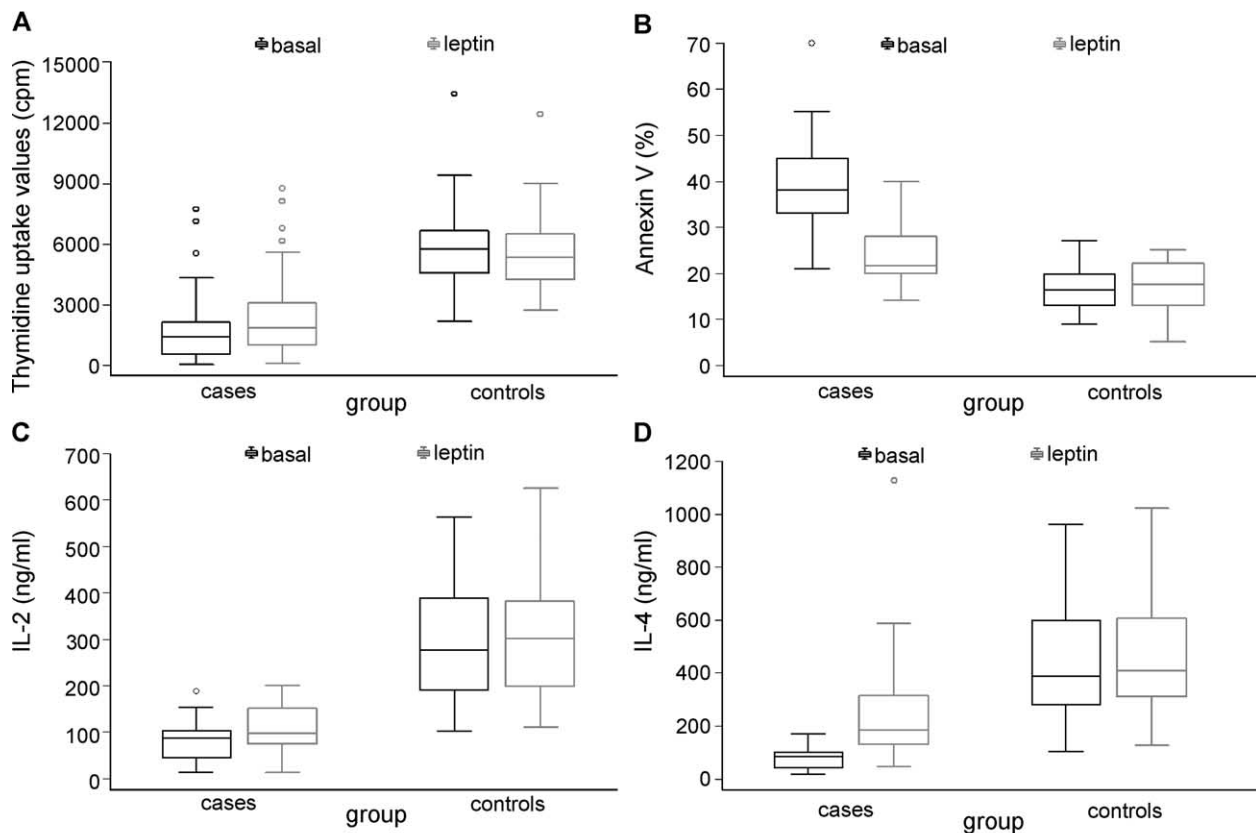 A
basal leptin
Thymidine uptake values (cpm)
15000
12000
9000
6000
3000
0
cases controls
group
B
basal leptin
Annexin V (%)
70
60
50
40
30
20
10
0
cases controls
group
C
basal leptin
IL-2 (ng/ml)
700
600
500
400
300
200
100
0
cases controls
group
D
basal leptin
IL-4 (ng/ml)
1200
1000
800
600
400
200
0
cases controls
group